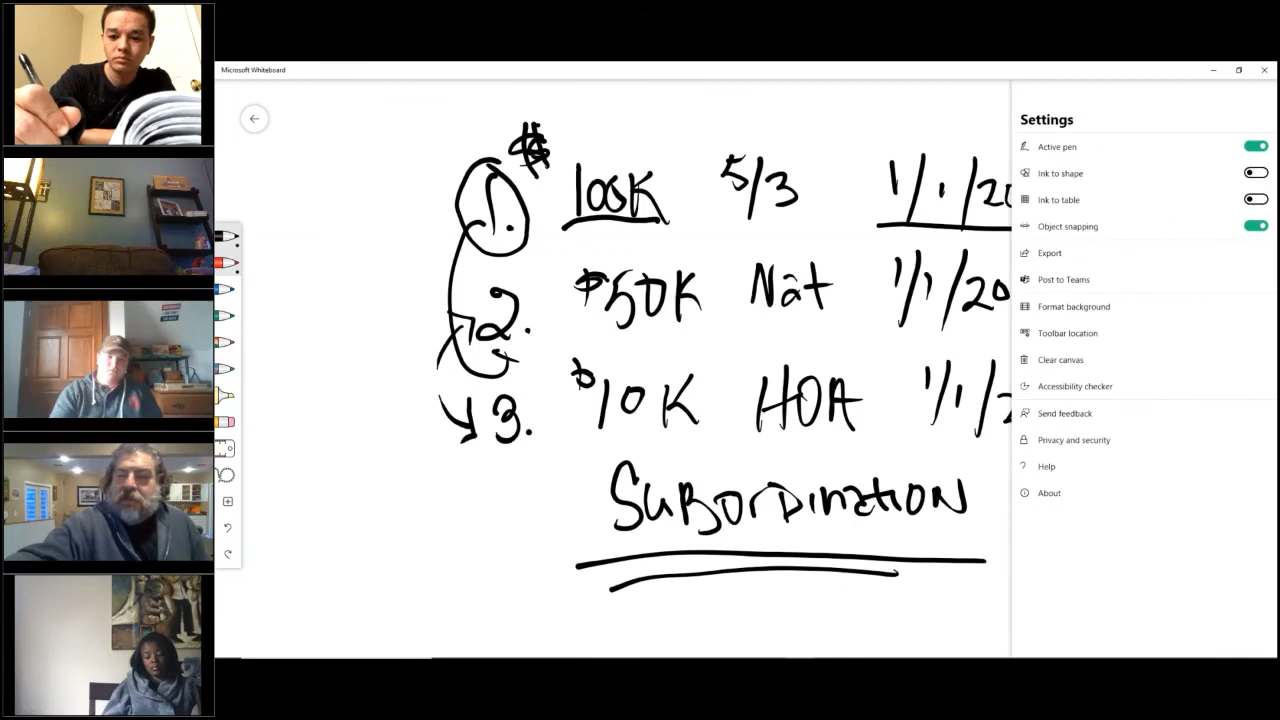 Microsoft Whiteboard
Settings
Active pen
Ink to shape
Ink to table
Object snapping
Export
Post to Teams
Format background
Toolbar location
Clear canvas
Accessibility checker
Send feedback
Privacy and security
Help
About
1. 100K 5/3 1/1/20
2. $50K Nat 1/1/20
3. $10K HOA 1/1/2
SuBorDination